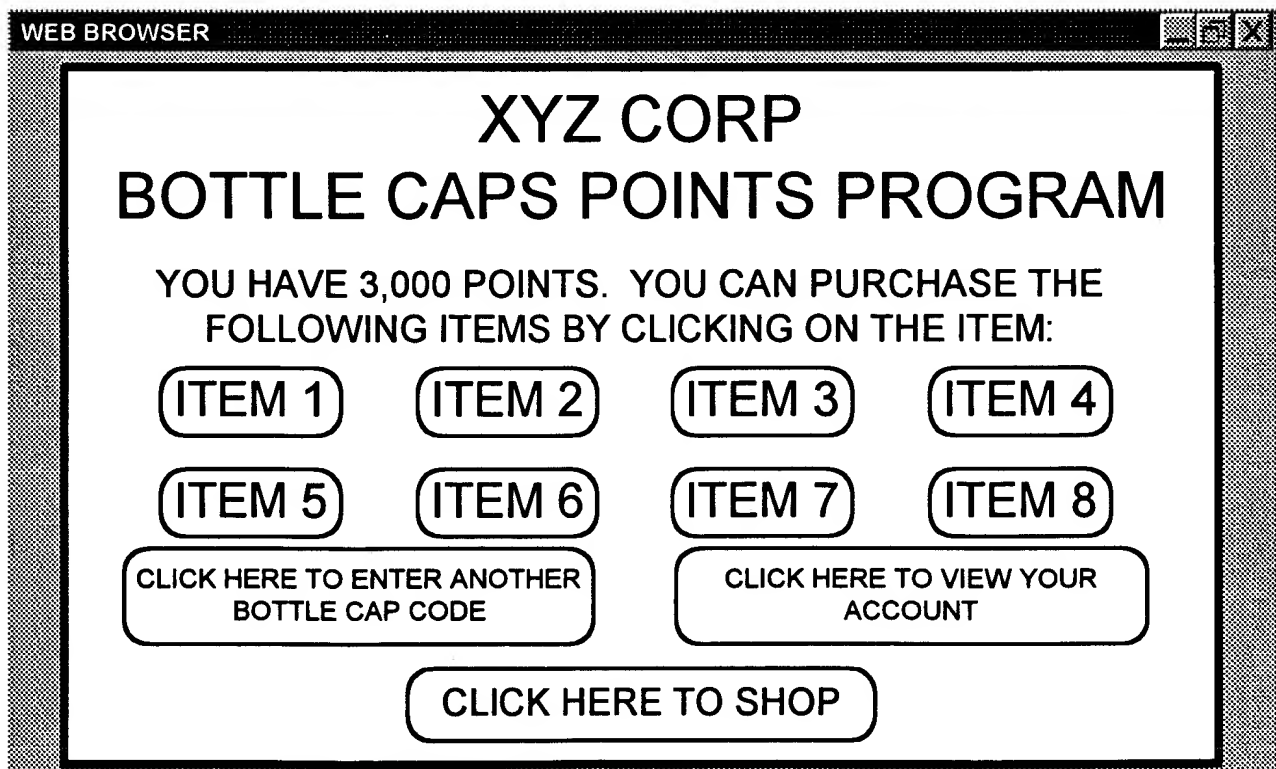 WEB BROWSER
XYZ CORP
BOTTLE CAPS POINTS PROGRAM
YOU HAVE 3,000 POINTS. YOU CAN PURCHASE THE
FOLLOWING ITEMS BY CLICKING ON THE ITEM:
ITEM 1 ITEM 2 ITEM 3 ITEM 4
ITEM 5 ITEM 6 ITEM 7 ITEM 8
CLICK HERE TO ENTER ANOTHER
BOTTLE CAP CODE
CLICK HERE TO VIEW YOUR
ACCOUNT
CLICK HERE TO SHOP